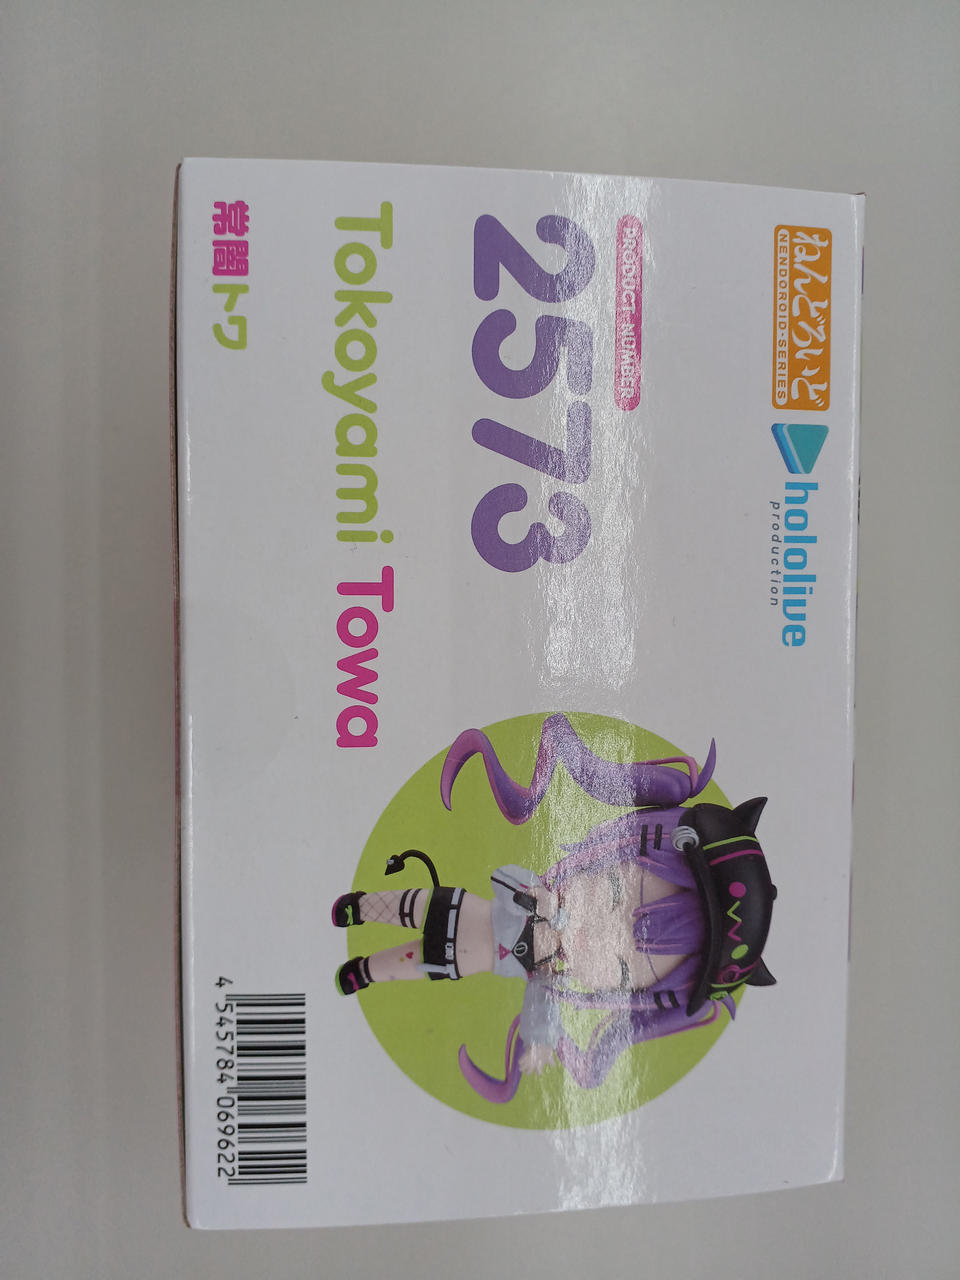 ねんどろいど
NENDOROID-SERIES
hololive
production
PRODUCT NUMBER
2573
Tokoyami Towa
常闇トワ
4 545784 069622